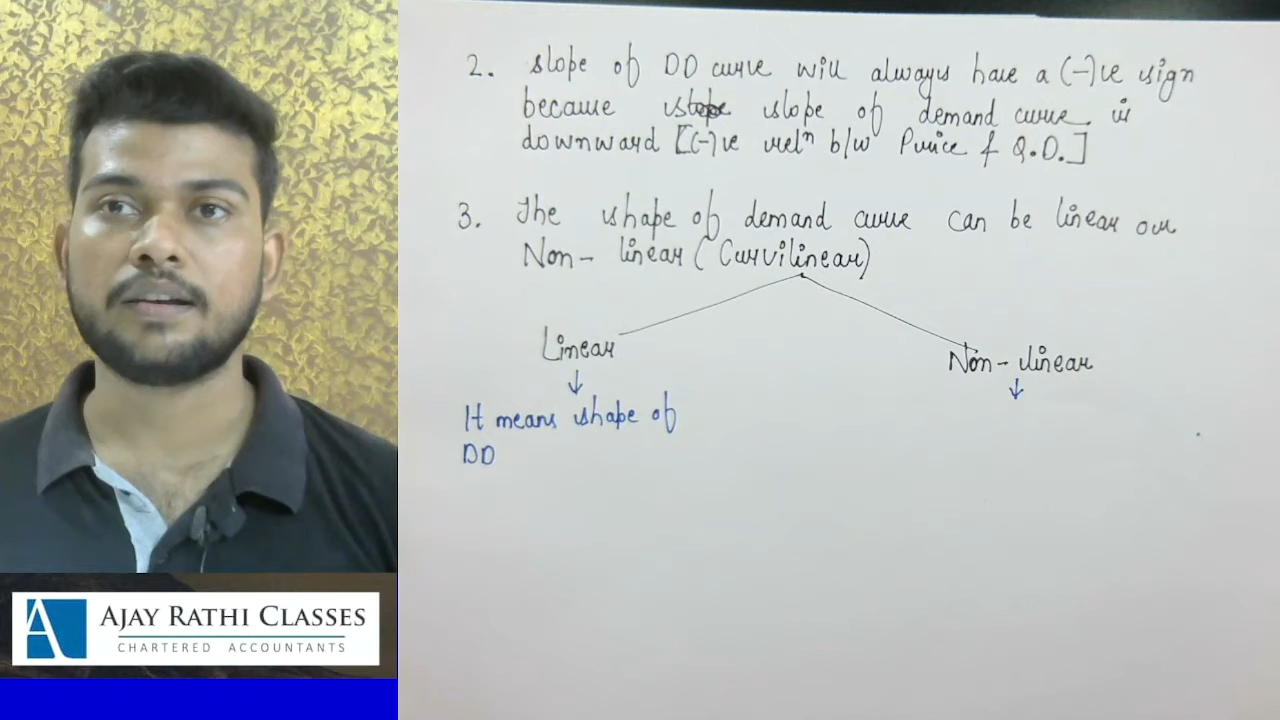 2. slope of DD curve will always have a (-)ve sign
because slope slope of demand curve is
downward [(-)ve relⁿ b/w Price & Q.D.]
3. The shape of demand curve can be linear or
Non-linear (Curvilinear)
Linear
Non-linear
It means shape of
DD
AJAY RATHI CLASSES
CHARTERED ACCOUNTANTS